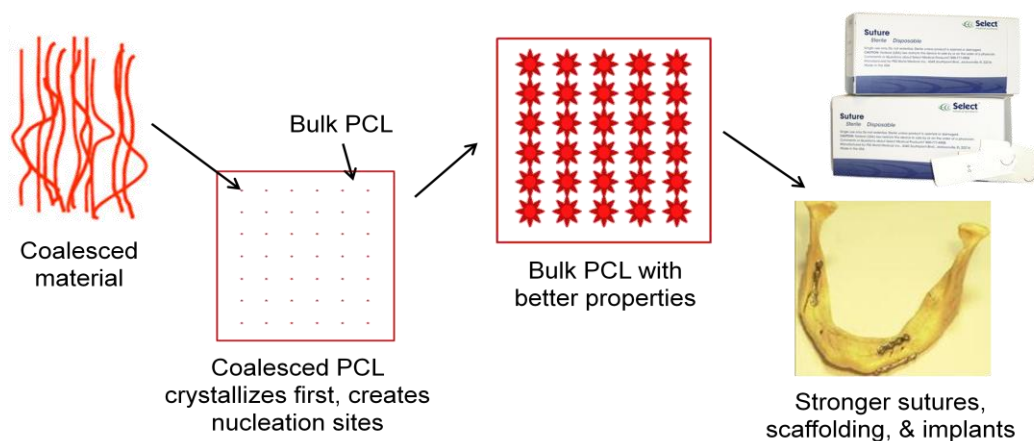 Coalesced
material
Bulk PCL
Coalesced PCL
crystallizes first, creates
nucleation sites
Bulk PCL with
better properties
Select
Suture
Sterile Disposable
Select
Suture
Sterile Disposable
Stronger sutures,
scaffolding, & implants